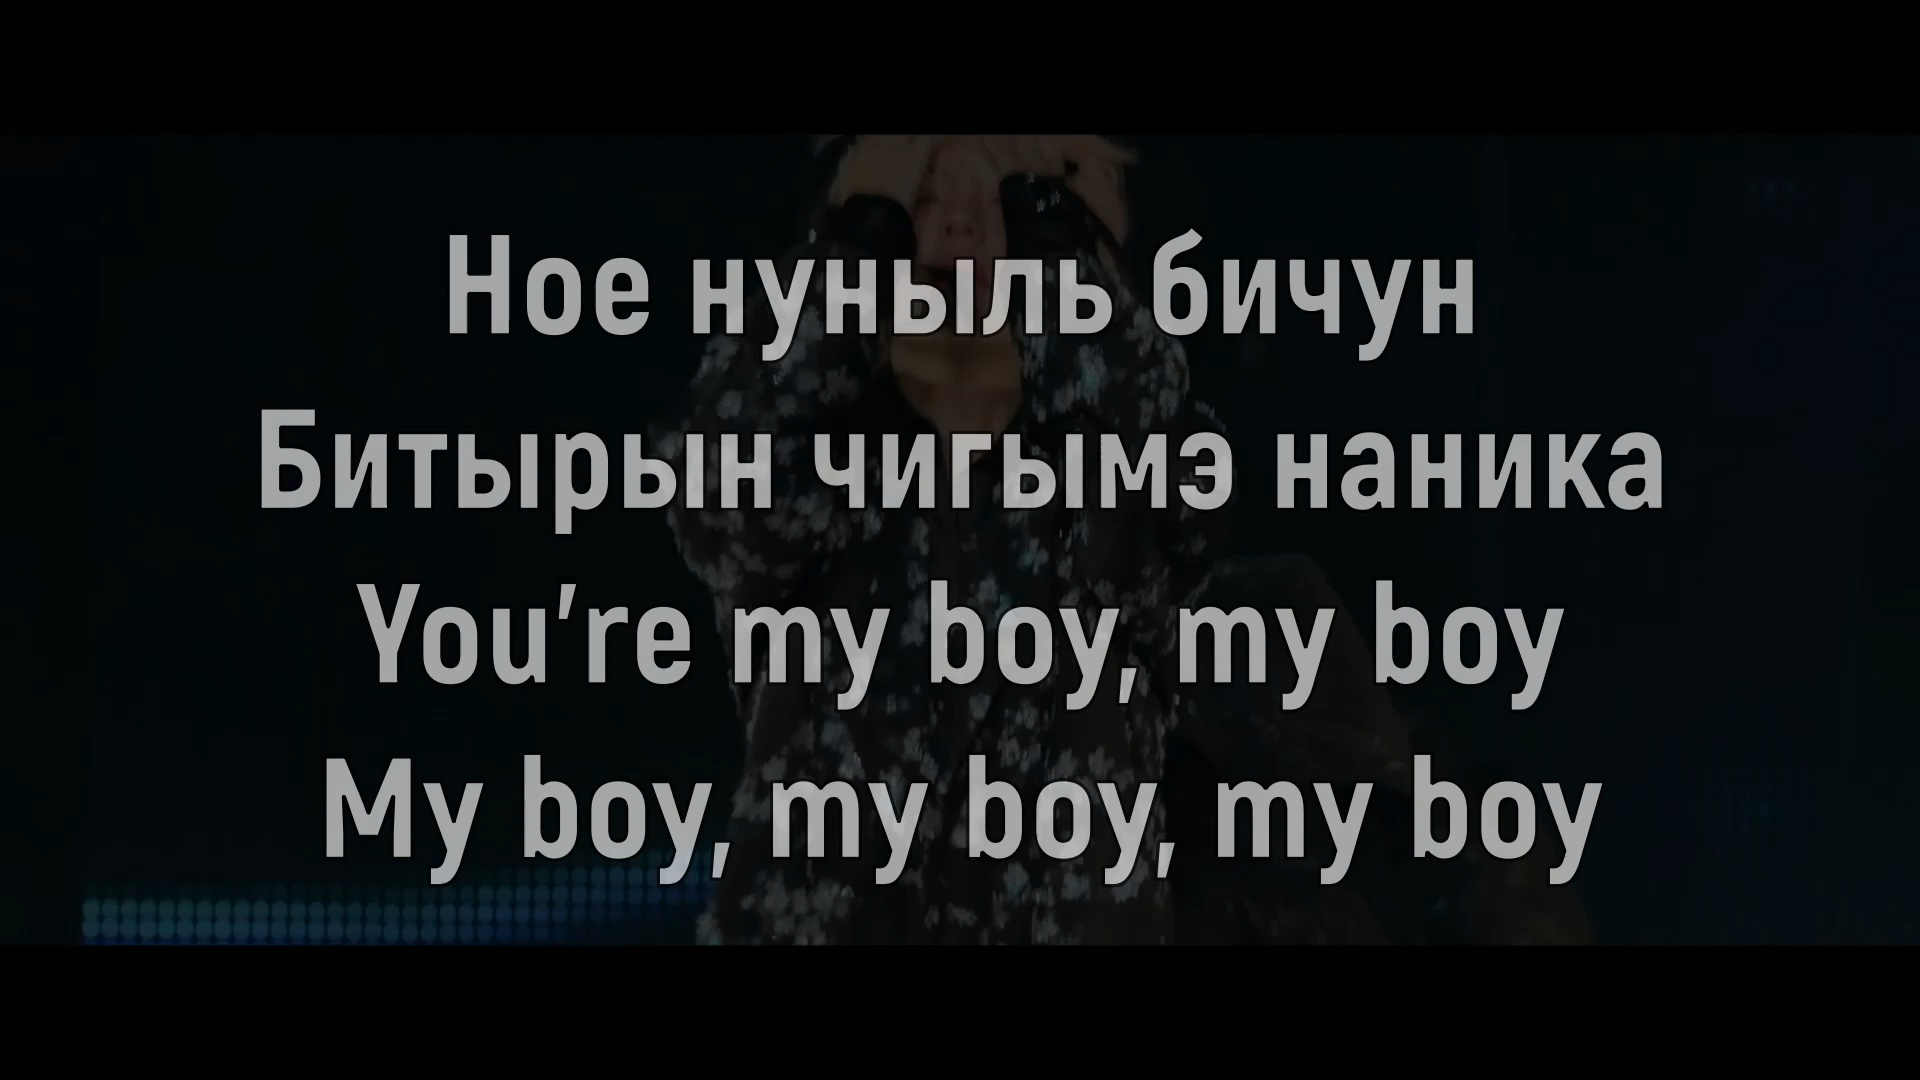 Ное нуныль бичун
Битырын чигымэ наника
You’re my boy, my boy
My boy, my boy, my boy